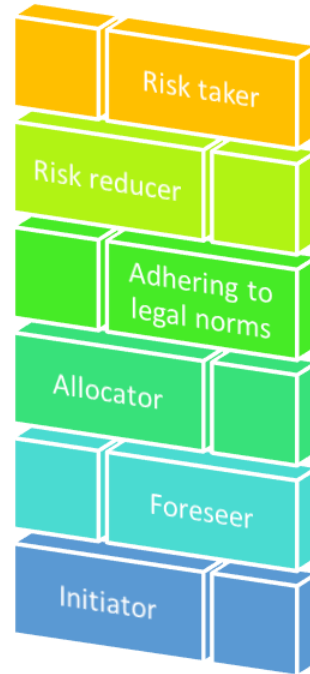 Risk taker
Risk reducer
Adhering to
legal norms
Allocator
Foreseer
Initiator